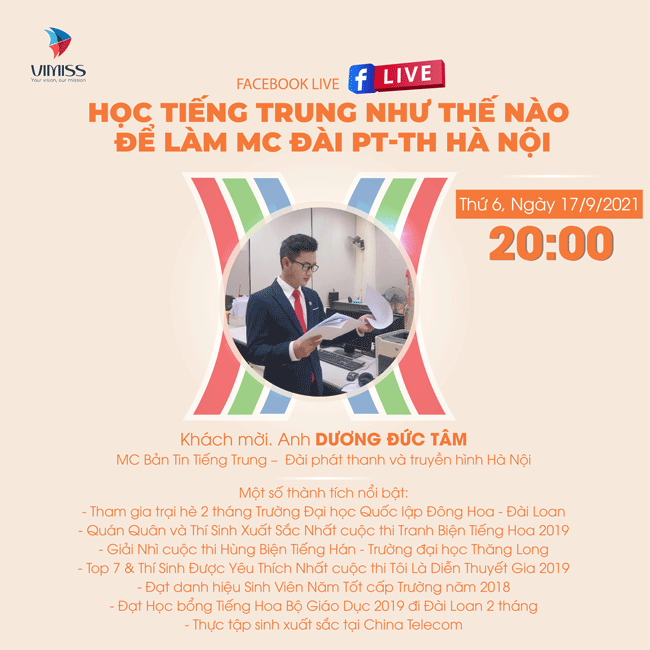 VIMISS
Your vision, our mission
FACEBOOK LIVE
f LIVE
HỌC TIẾNG TRUNG NHƯ THẾ NÀO
ĐỂ LÀM MC ĐÀI PT-TH HÀ NỘI
Thứ 6, Ngày 17/9/2021
20:00
Khách mời. Anh DƯƠNG ĐỨC TÂM
MC Bản Tin Tiếng Trung – Đài phát thanh và truyền hình Hà Nội
Một số thành tích nổi bật:
- Tham gia trại hè 2 tháng Trường Đại học Quốc lập Đông Hoa - Đài Loan
- Quán Quân và Thí Sinh Xuất Sắc Nhất cuộc thi Tranh Biện Tiếng Hoa 2019
- Giải Nhì cuộc thi Hùng Biện Tiếng Hán - Trường đại học Thăng Long
- Top 7 & Thí Sinh Được Yêu Thích Nhất cuộc thi Tôi Là Diễn Thuyết Gia 2019
- Đạt danh hiệu Sinh Viên Năm Tốt cấp Trường năm 2018
- Đạt Học bổng Tiếng Hoa Bộ Giáo Dục 2019 đi Đài Loan 2 tháng
- Thực tập sinh xuất sắc tại China Telecom